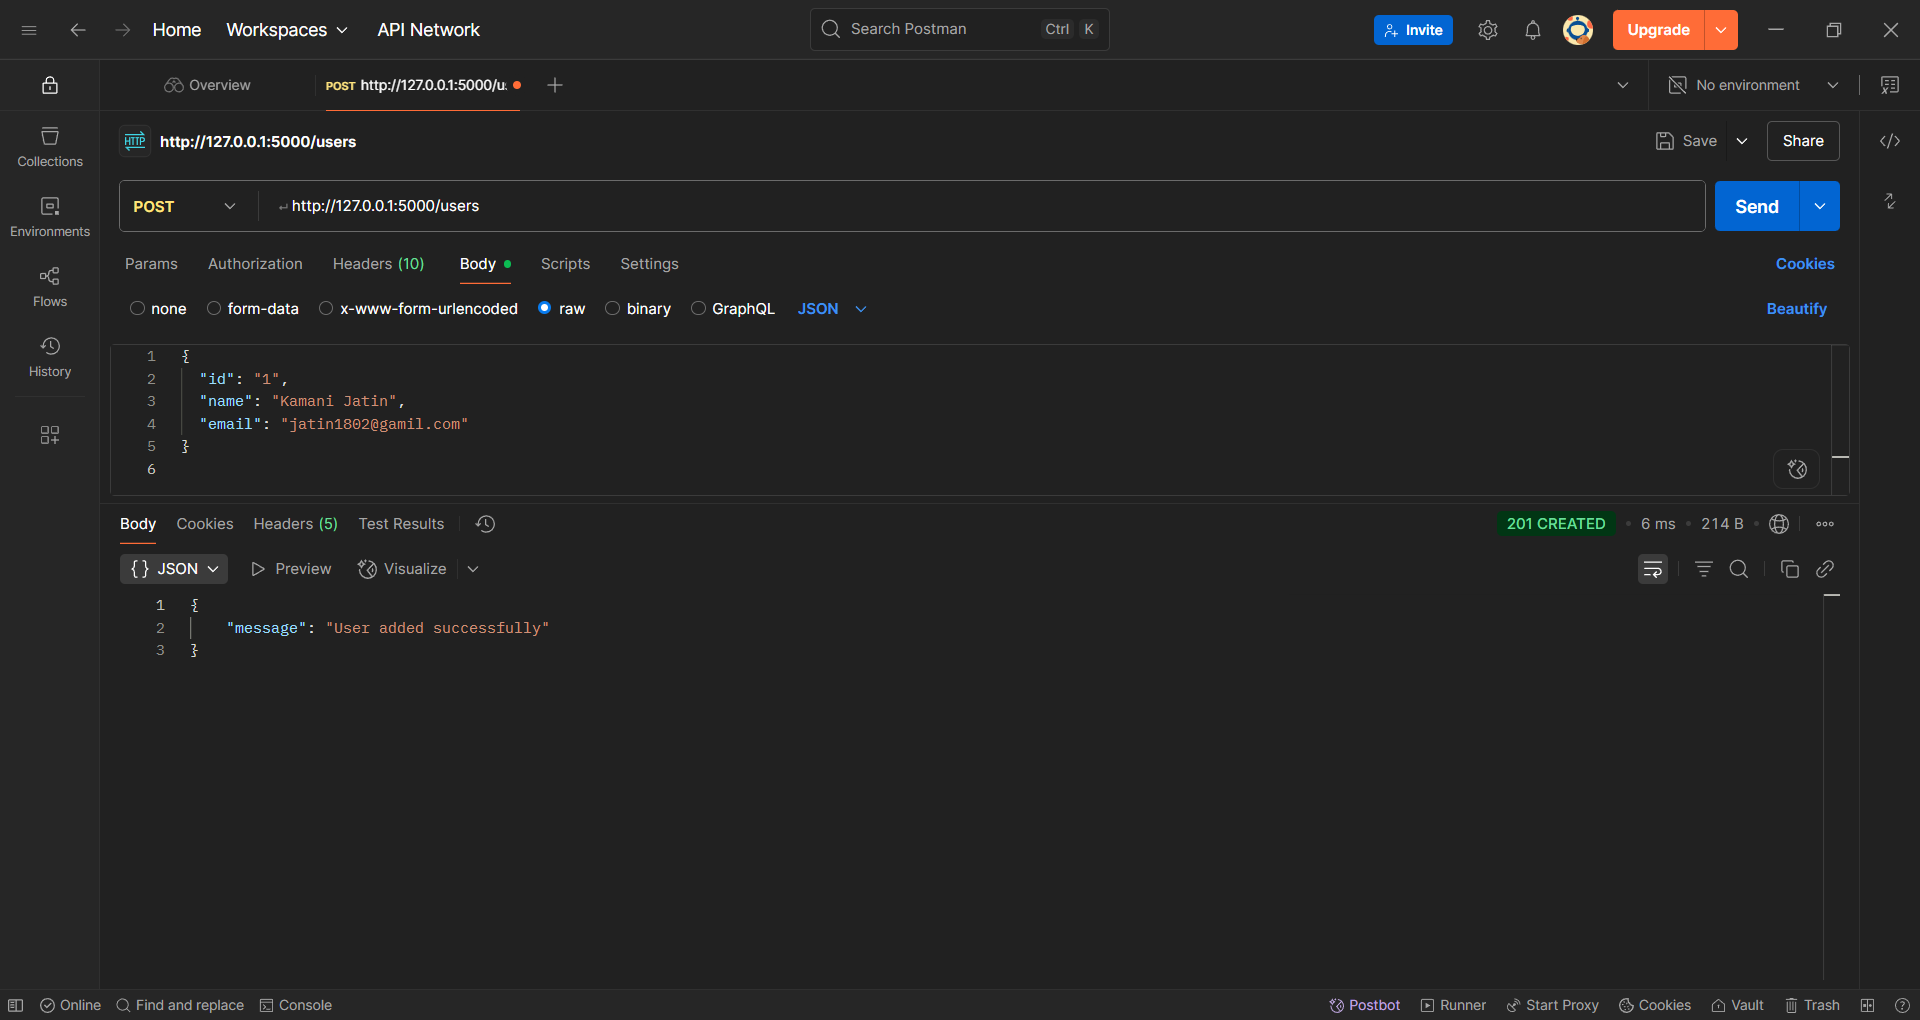 Home Workspaces API Network Search Postman Ctrl K Invite Upgrade
Overview POST http://127.0.0.1:5000/u. No environment
HTTP http://127.0.0.1:5000/users Save Share
POST http://127.0.0.1:5000/users Send
Params Authorization Headers (10) Body Scripts Settings Cookies
none form-data x-www-form-urlencoded raw binary GraphQL JSON Beautify
Collections
Environments
Flows
History
1 {
2 "id": "1",
3 "name": "Kamani Jatin",
4 "email": "jatin1802@gamil.com"
5 }
6
Body Cookies Headers (5) Test Results 201 CREATED • 6 ms • 214 B •
{} JSON Preview Visualize
1 {
2 "message": "User added successfully"
3 }
Online Find and replace Console Postbot Runner Start Proxy Cookies Vault Trash